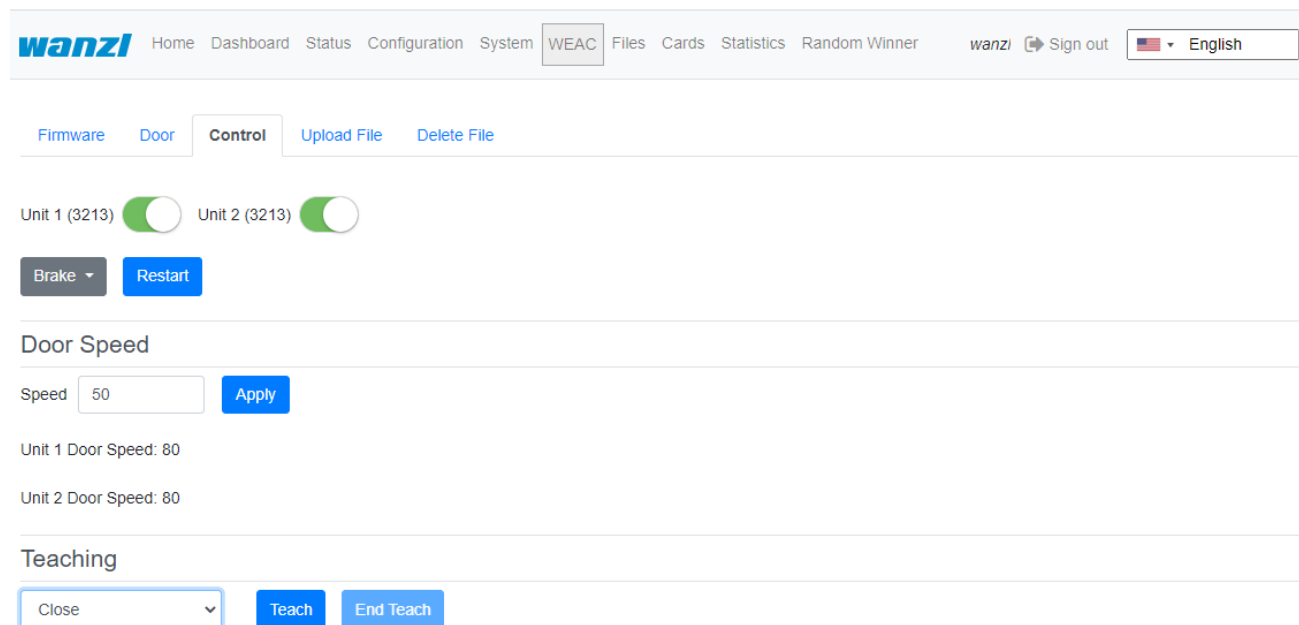 wanzl Home Dashboard Status Configuration System WEAC Files Cards Statistics Random Winner wanzl Sign out English
Firmware Door Control Upload File Delete File
Unit 1 (3213) Unit 2 (3213)
Brake Restart
Door Speed
Speed 50 Apply
Unit 1 Door Speed: 80
Unit 2 Door Speed: 80
Teaching
Close Teach End Teach